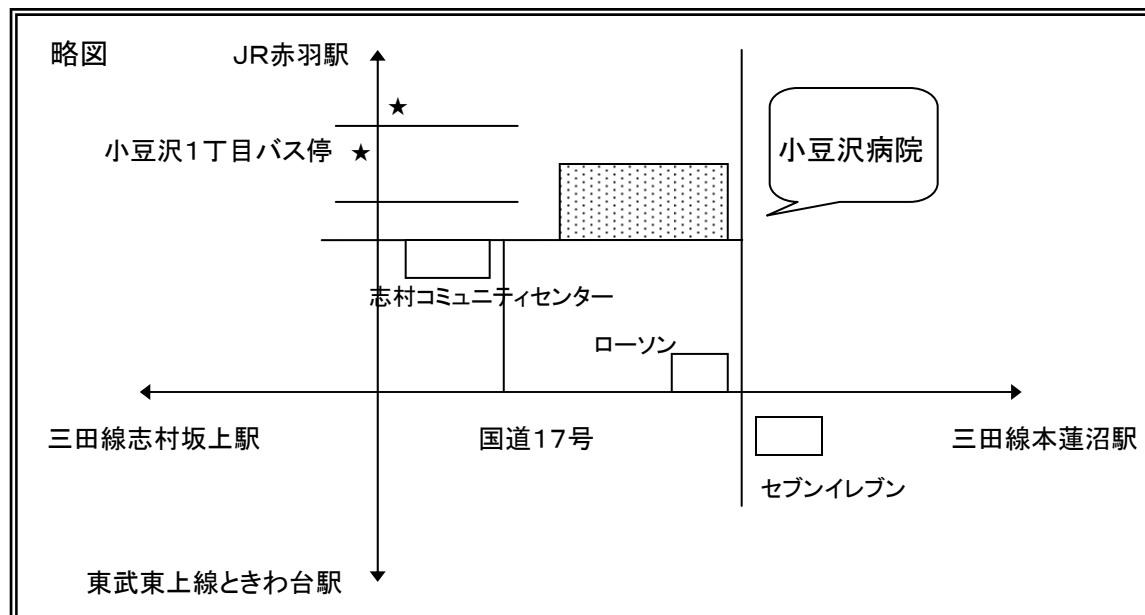 略図
JR赤羽駅
★
小豆沢1丁目バス停 ★
小豆沢病院
志村コミュニティセンター
ローソン
三田線志村坂上駅
国道17号
三田線本蓮沼駅
セブンイレブン
東武東上線ときわ台駅